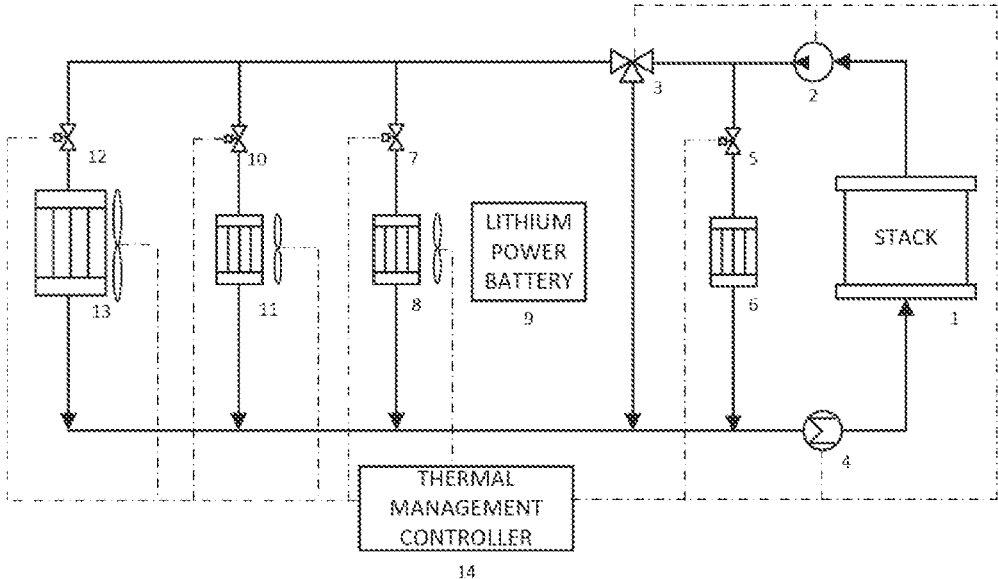 3
2
12
10
7
5
LITHIUM
POWER
BATTERY
STACK
13
11
8
9
6
1
4
THERMAL
MANAGEMENT
CONTROLLER
14